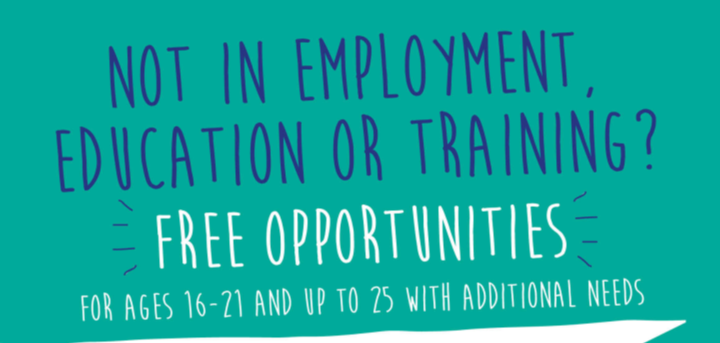 NOT IN EMPLOYMENT,
EDUCATION OR TRAINING?
FREE OPPORTUNITIES
FOR AGES 16-21 AND UP TO 25 WITH ADDITIONAL NEEDS